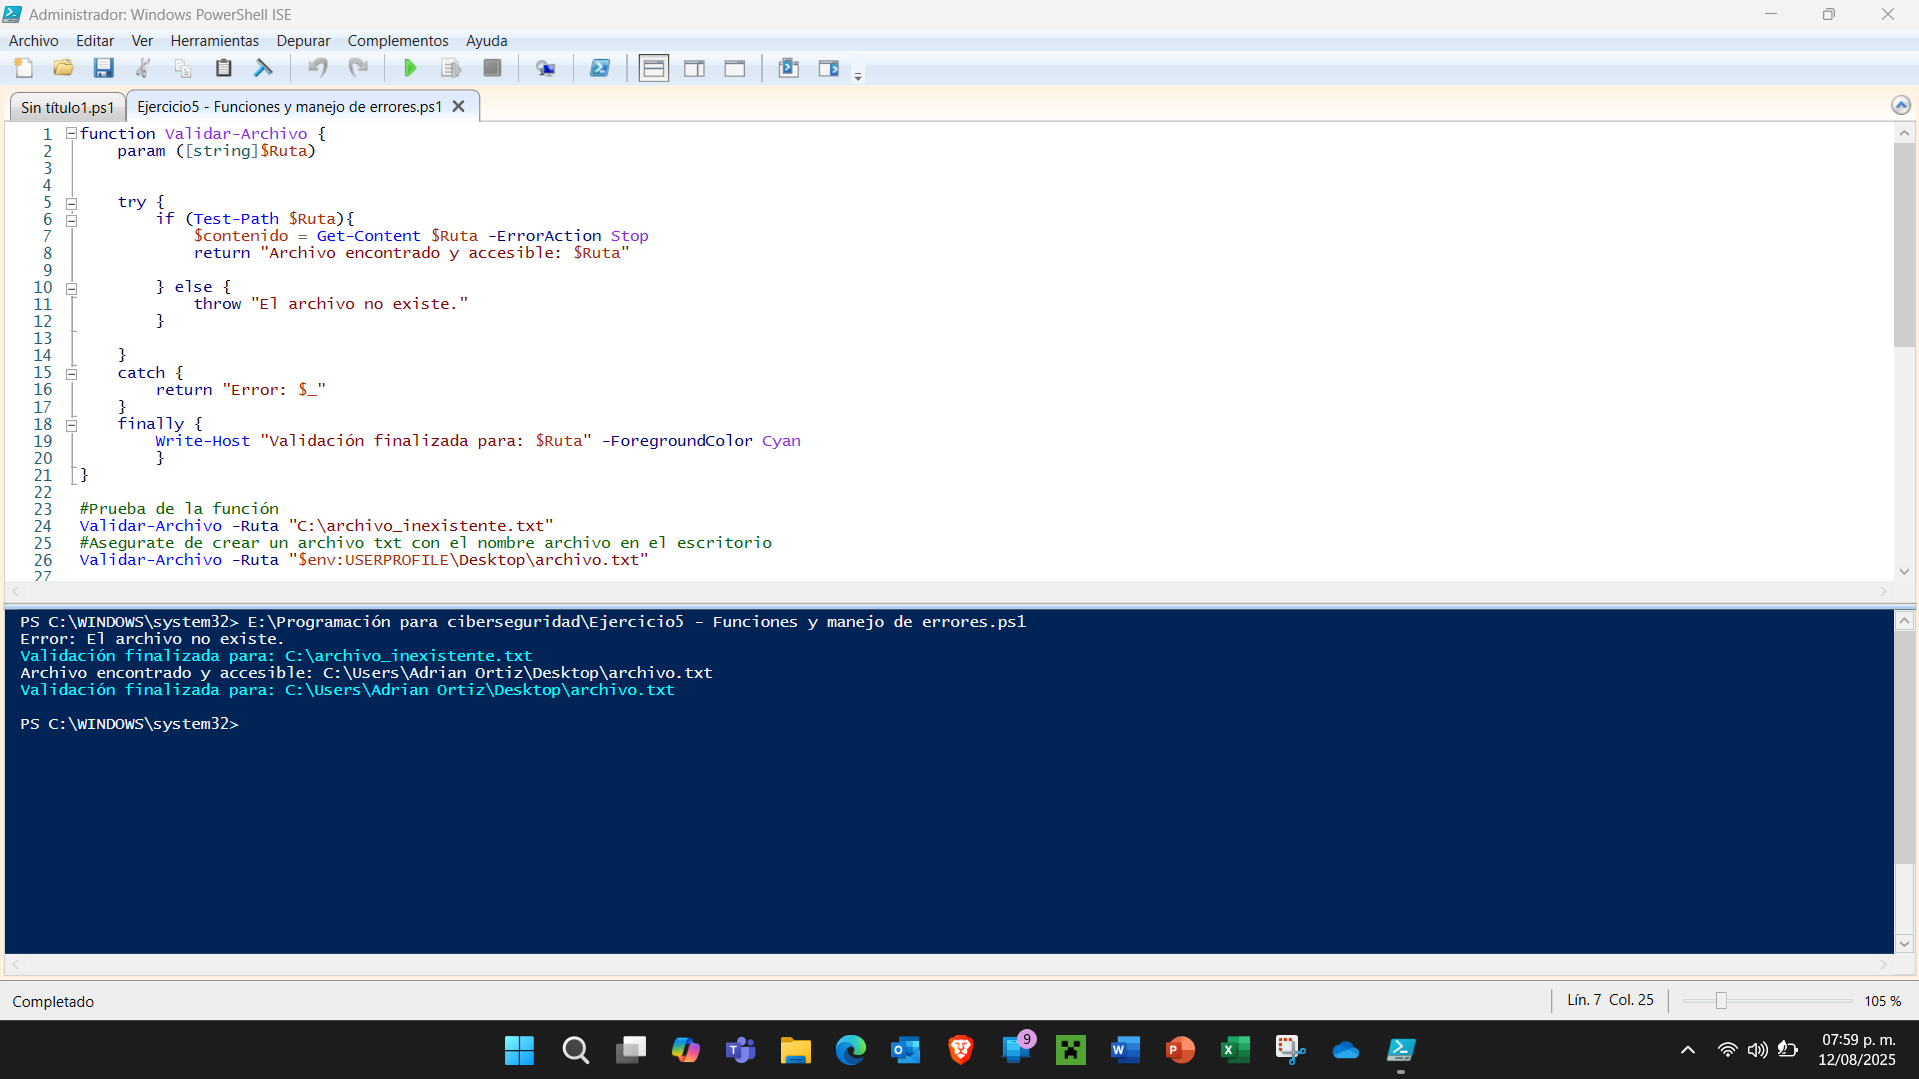 Administrador: Windows PowerShell ISE
Archivo Editar Ver Herramientas Depurar Complementos Ayuda
Sin título1.ps1 Ejercicio5 - Funciones y manejo de errores.ps1
1 function Validar-Archivo {
2 param ([string]$Ruta)
3
4
5 try {
6 if (Test-Path $Ruta){
7 $contenido = Get-Content $Ruta -ErrorAction Stop
8 return "Archivo encontrado y accesible: $Ruta"
9
10 } else {
11 throw "El archivo no existe."
12 }
13
14 }
15 catch {
16 return "Error: $_"
17 }
18 finally {
19 Write-Host "Validación finalizada para: $Ruta" -ForegroundColor Cyan
20 }
21 }
22
23 #Prueba de la función
24 Validar-Archivo -Ruta "C:\archivo_inexistente.txt"
25 #Asegurate de crear un archivo txt con el nombre archivo en el escritorio
26 Validar-Archivo -Ruta "$env:USERPROFILE\Desktop\archivo.txt"
27
PS C:\WINDOWS\system32> E:\Programación para ciberseguridad\Ejercicio5 - Funciones y manejo de errores.ps1
Error: El archivo no existe.
Validación finalizada para: C:\archivo_inexistente.txt
Archivo encontrado y accesible: C:\Users\Adrian Ortiz\Desktop\archivo.txt
Validación finalizada para: C:\Users\Adrian Ortiz\Desktop\archivo.txt
PS C:\WINDOWS\system32>
Completado
Lín. 7 Col. 25
105 %
9
07:59 p. m.
12/08/2025